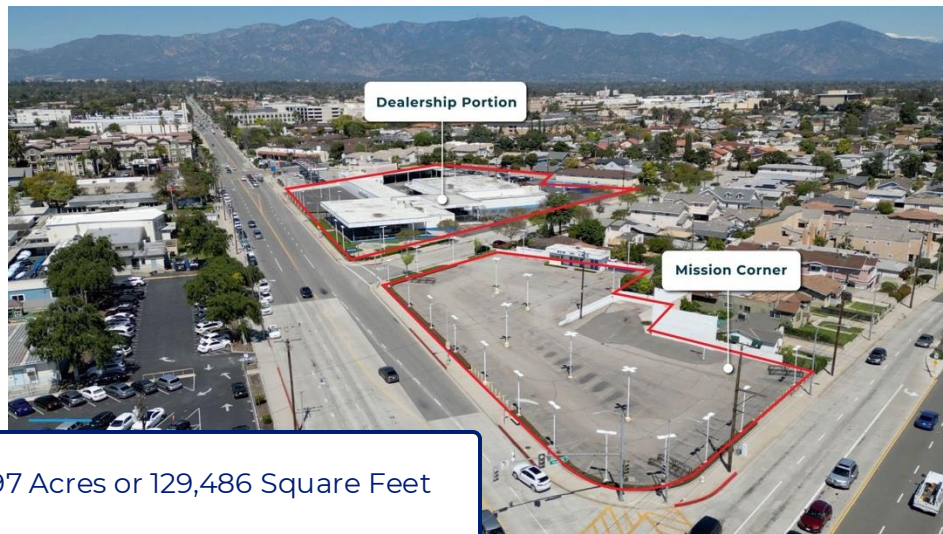 Dealership Portion
Mission Corner
97 Acres or 129,486 Square Feet